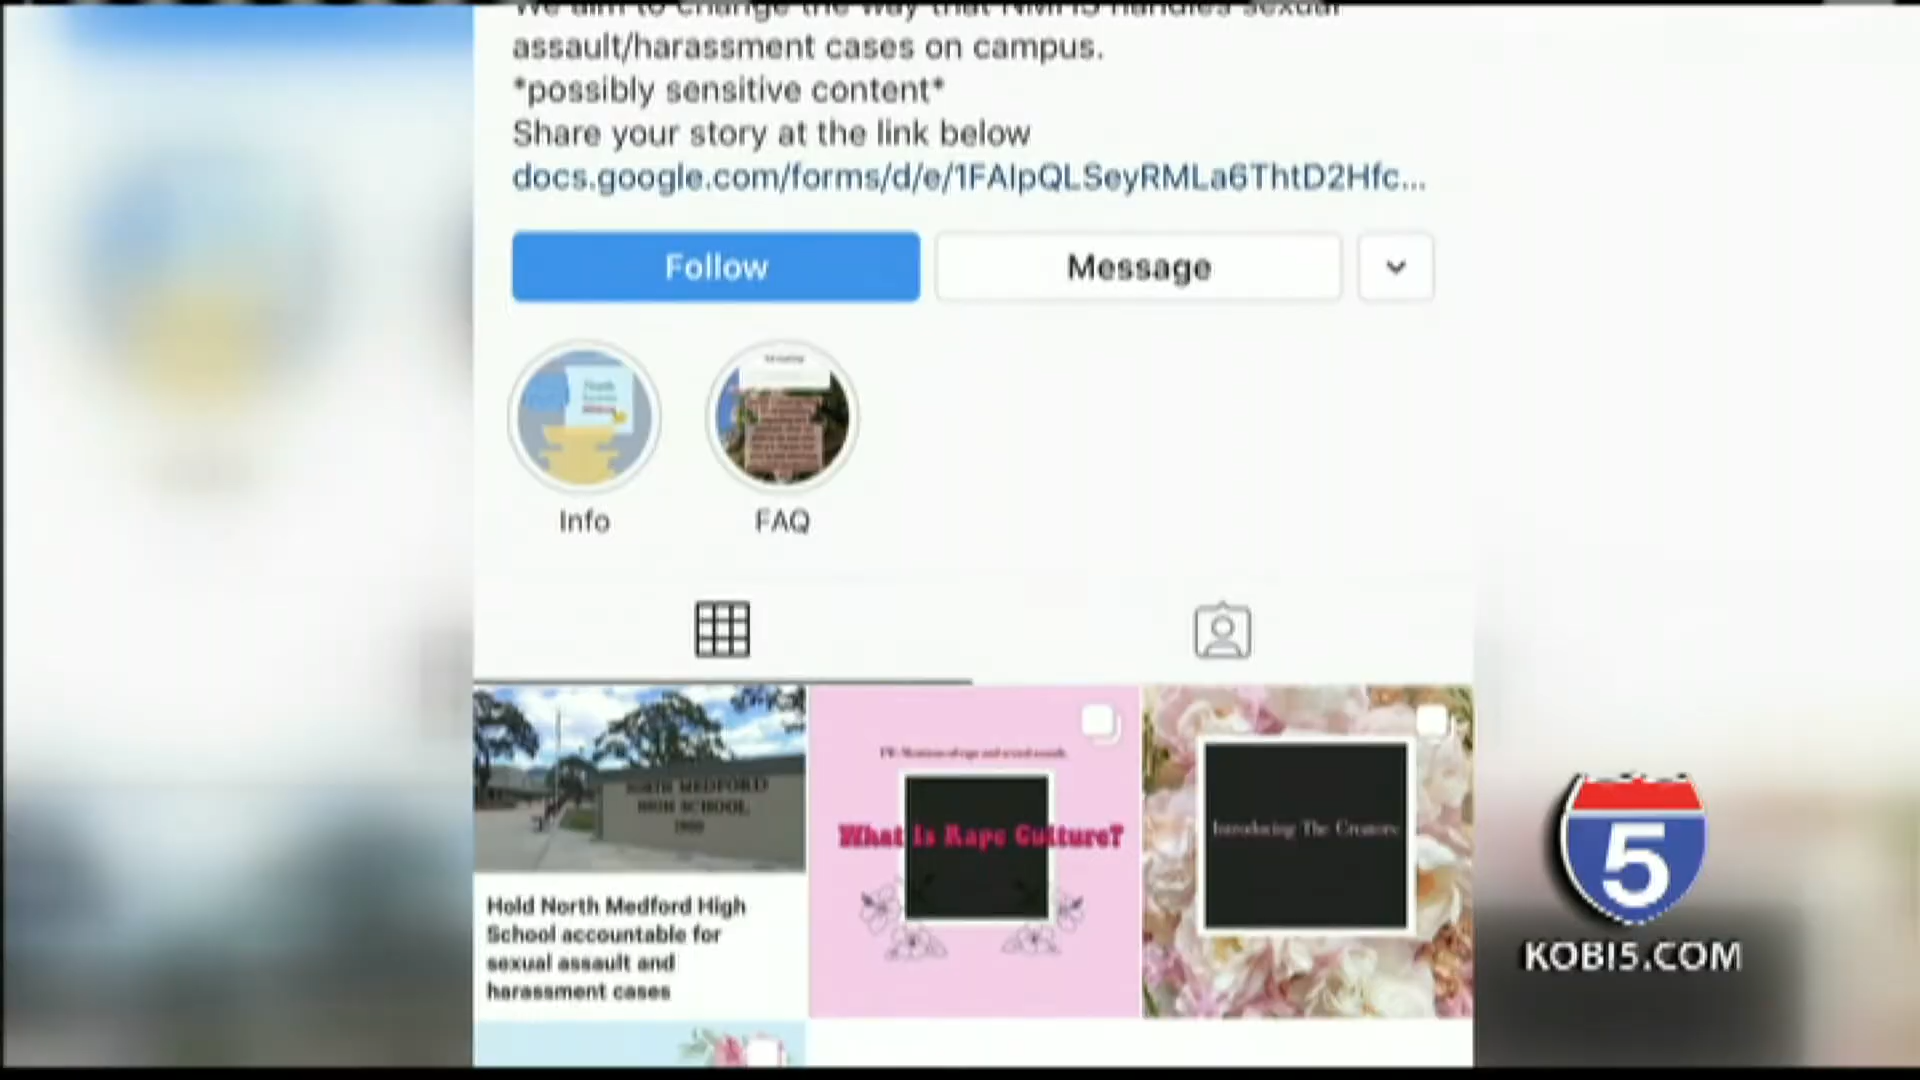 We aim to change the way that NMHS handles sexual
assault/harassment cases on campus.
*possibly sensitive content*
Share your story at the link below
docs.google.com/forms/d/e/1FAIpQLSeyRMLa6ThtD2Hfc...
Follow
Message
Info
FAQ
NORTH MEDFORD
HIGH SCHOOL
1960
What Is Rape Culture?
Introducing The Creators
Hold North Medford High
School accountable for
sexual assault and
harassment cases
5
KOBI5.COM